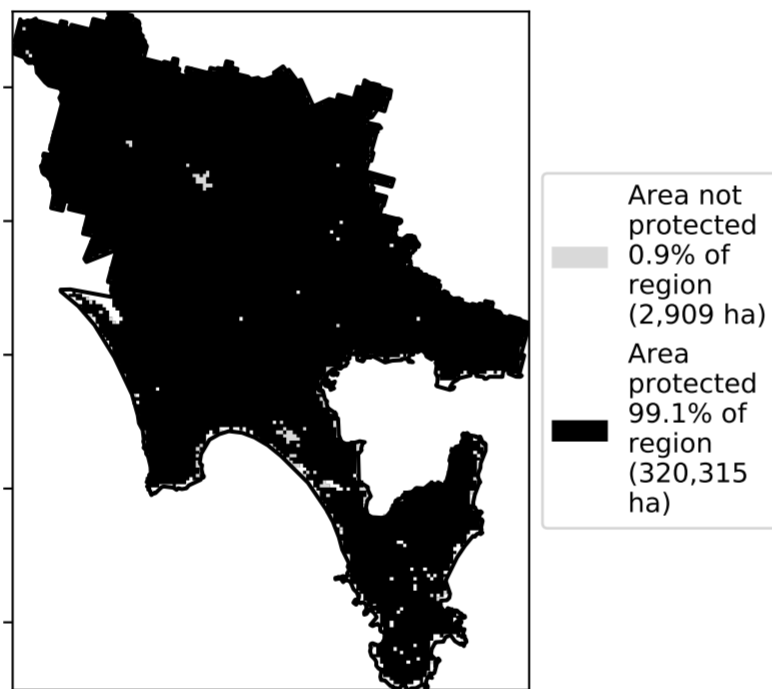 Area not
protected
0.9% of
region
(2,909 ha)
Area
protected
99.1% of
region
(320,315
ha)